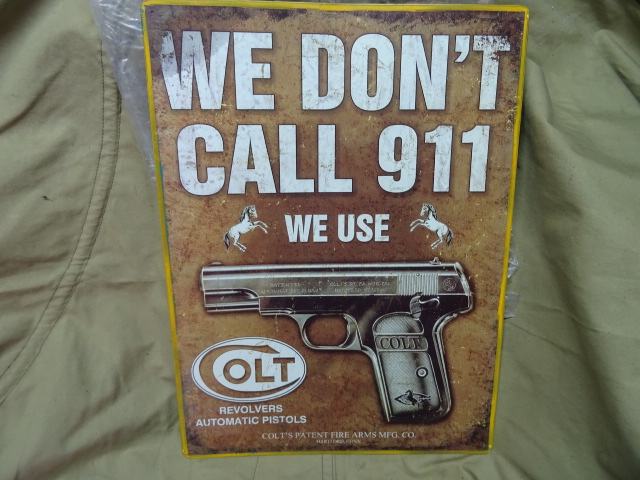 WE DON'T
CALL 911
WE USE
COLT
COLT
REVOLVERS
AUTOMATIC PISTOLS
COLT'S PATENT FIRE ARMS MFG. CO.